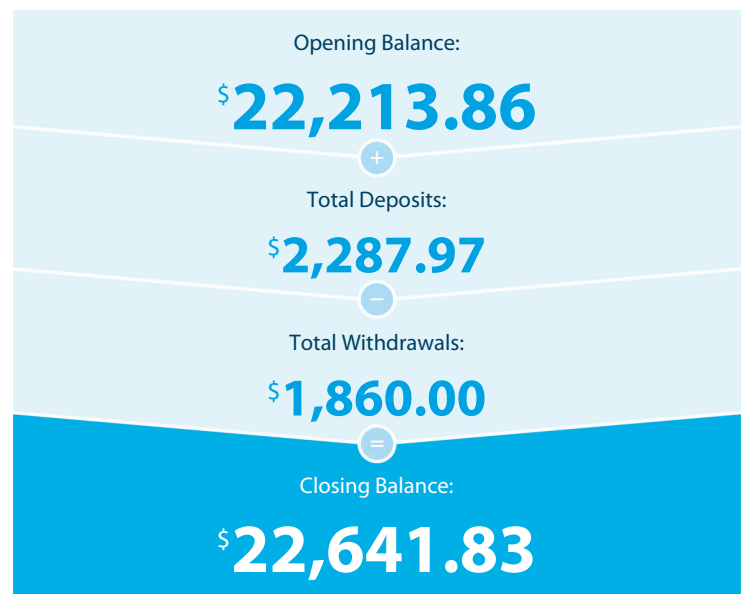 Opening Balance:
$22,213.86
+
Total Deposits:
$2,287.97
−
Total Withdrawals:
$1,860.00
=
Closing Balance:
$22,641.83